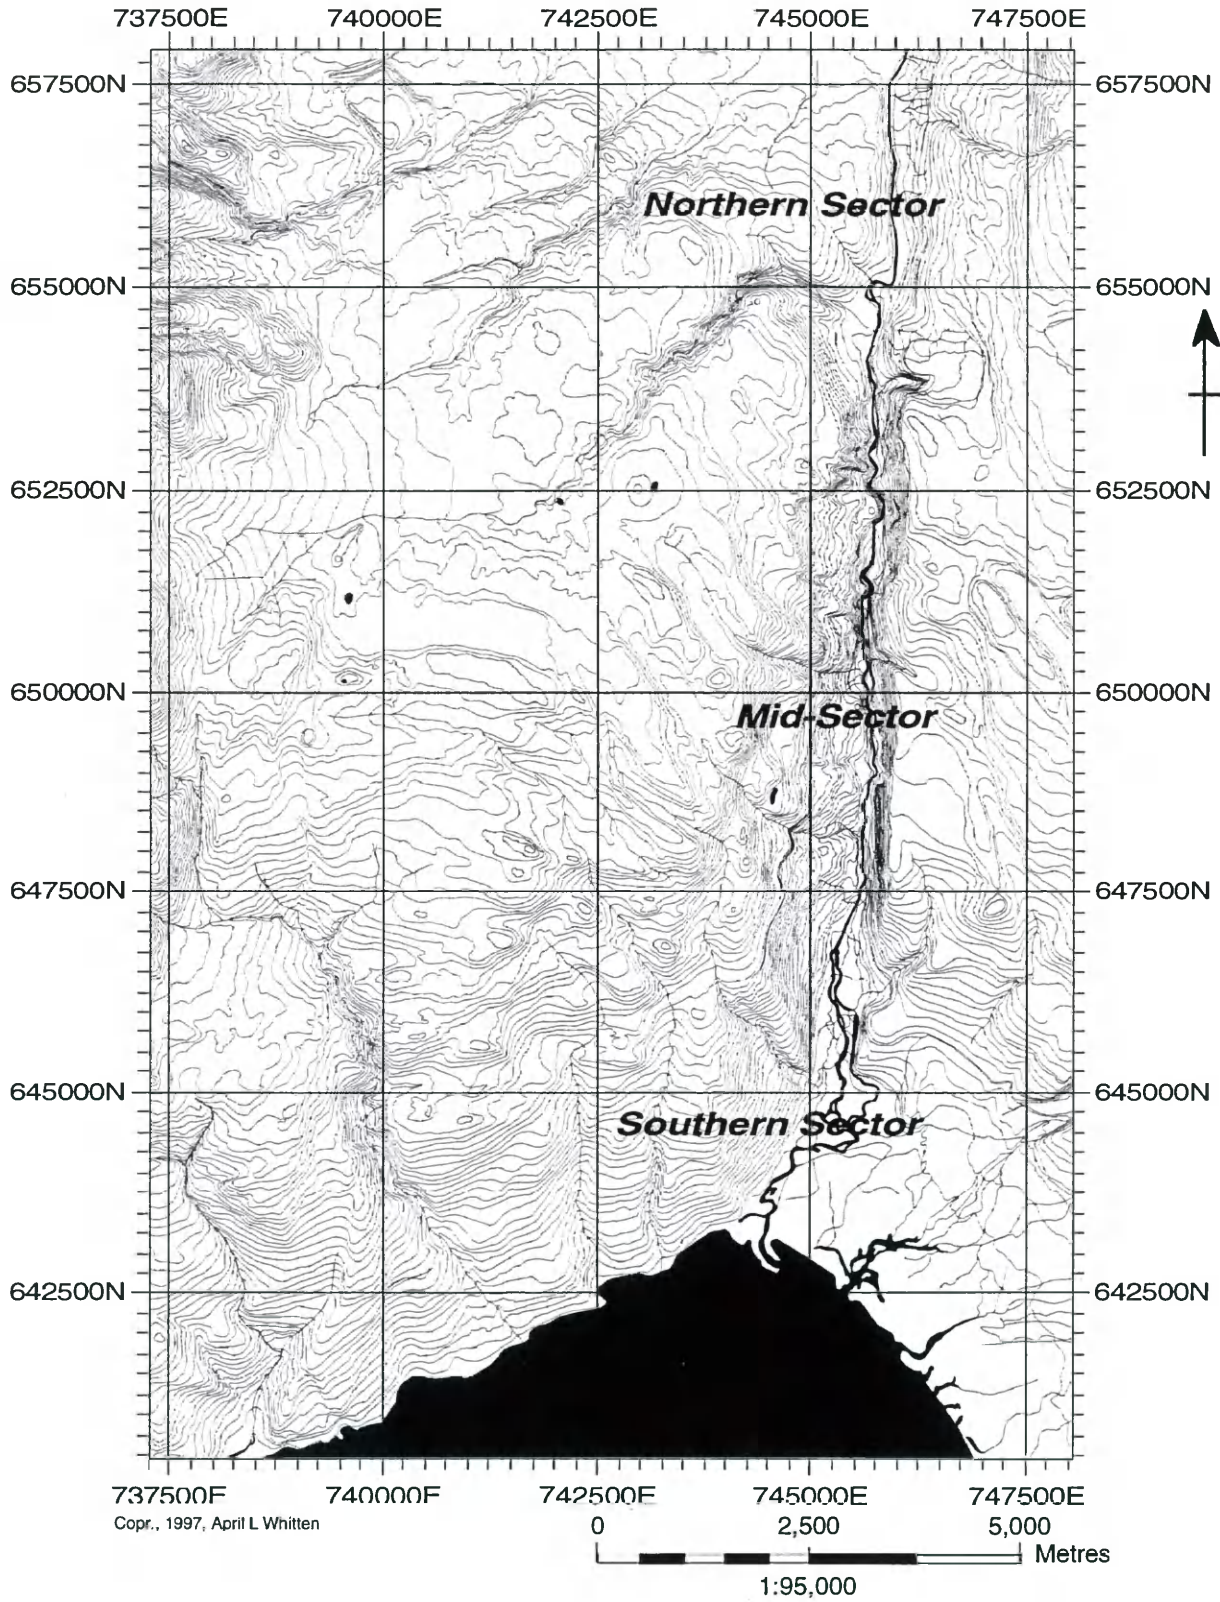 737500E 740000E 742500E 745000E 747500E
657500N 657500N
Northern Sector
655000N 655000N
652500N 652500N
650000N 650000N
Mid-Sector
647500N 647500N
645000N 645000N
Southern Sector
642500N 642500N
737500E 740000E 742500E 745000E 747500E
Copr., 1997, April L Whitten
0 2,500 5,000
Metres
1:95,000